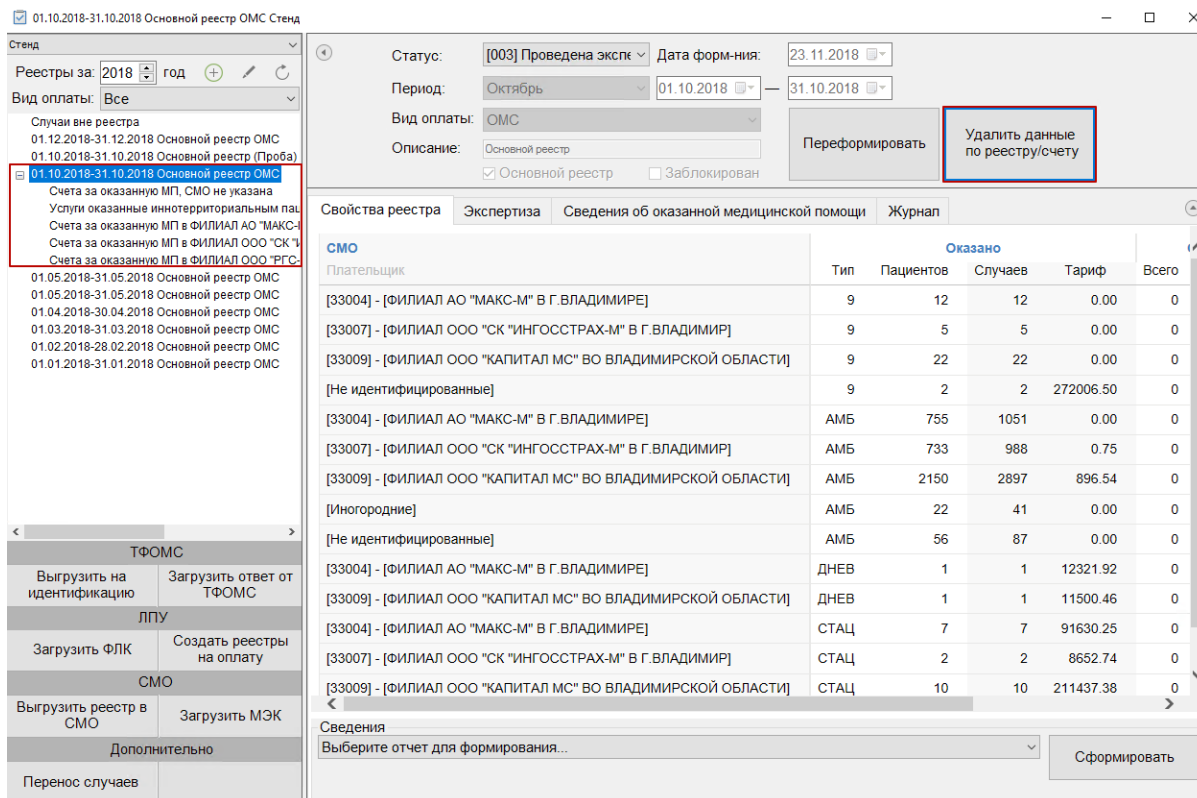 01.10.2018-31.10.2018 Основной реестр ОМС Стенд
Стенд
Реестры за: 2018 год
Вид оплаты: Все
Случаи вне реестра
01.12.2018-31.12.2018 Основной реестр ОМС
01.10.2018-31.10.2018 Основной реестр (Проба)
01.10.2018-31.10.2018 Основной реестр ОМС
Счета за оказанную МП, СМО не указана
Услуги оказанные иннотерриториальным пац
Счета за оказанную МП в ФИЛИАЛ АО "МАКС-
Счета за оказанную МП в ФИЛИАЛ ООО "СК "И
Счета за оказанную МП в ФИЛИАЛ ООО "РГС-
01.05.2018-31.05.2018 Основной реестр ОМС
01.05.2018-31.05.2018 Основной реестр ОМС
01.04.2018-30.04.2018 Основной реестр ОМС
01.03.2018-31.03.2018 Основной реестр ОМС
01.02.2018-28.02.2018 Основной реестр ОМС
01.01.2018-31.01.2018 Основной реестр ОМС
ТФОМС
Выгрузить на идентификацию
Загрузить ответ от ТФОМС
ЛПУ
Загрузить ФЛК
Создать реестры на оплату
СМО
Выгрузить реестр в СМО
Загрузить МЭК
Дополнительно
Перенос случаев
Статус: [003] Проведена экспе Дата форм-ния: 23.11.2018
Период: Октябрь 01.10.2018 — 31.10.2018
Вид оплаты: ОМС
Описание: Основной реестр
Основной реестр Заблокирован
Переформировать
Удалить данные
по реестру/счету
Свойства реестра Экспертиза Сведения об оказанной медицинской помощи Журнал
СМО Оказано
Плательщик Тип Пациентов Случаев Тариф Всего
[33004] - [ФИЛИАЛ АО "МАКС-М" В Г.ВЛАДИМИРЕ] 9 12 12 0.00 0
[33007] - [ФИЛИАЛ ООО "СК "ИНГОССТРАХ-М" В Г.ВЛАДИМИР] 9 5 5 0.00 0
[33009] - [ФИЛИАЛ ООО "КАПИТАЛ МС" ВО ВЛАДИМИРСКОЙ ОБЛАСТИ] 9 22 22 0.00 0
[Не идентифицированные] 9 2 2 272006.50 0
[33004] - [ФИЛИАЛ АО "МАКС-М" В Г.ВЛАДИМИРЕ] АМБ 755 1051 0.00 0
[33007] - [ФИЛИАЛ ООО "СК "ИНГОССТРАХ-М" В Г.ВЛАДИМИР] АМБ 733 988 0.75 0
[33009] - [ФИЛИАЛ ООО "КАПИТАЛ МС" ВО ВЛАДИМИРСКОЙ ОБЛАСТИ] АМБ 2150 2897 896.54 0
[Иногородние] АМБ 22 41 0.00 0
[Не идентифицированные] АМБ 56 87 0.00 0
[33004] - [ФИЛИАЛ АО "МАКС-М" В Г.ВЛАДИМИРЕ] ДНЕВ 1 1 12321.92 0
[33009] - [ФИЛИАЛ ООО "КАПИТАЛ МС" ВО ВЛАДИМИРСКОЙ ОБЛАСТИ] ДНЕВ 1 1 11500.46 0
[33004] - [ФИЛИАЛ АО "МАКС-М" В Г.ВЛАДИМИРЕ] СТАЦ 7 7 91630.25 0
[33007] - [ФИЛИАЛ ООО "СК "ИНГОССТРАХ-М" В Г.ВЛАДИМИР] СТАЦ 2 2 8652.74 0
[33009] - [ФИЛИАЛ ООО "КАПИТАЛ МС" ВО ВЛАДИМИРСКОЙ ОБЛАСТИ] СТАЦ 10 10 211437.38 0
Сведения
Выберите отчет для формирования...
Сформировать